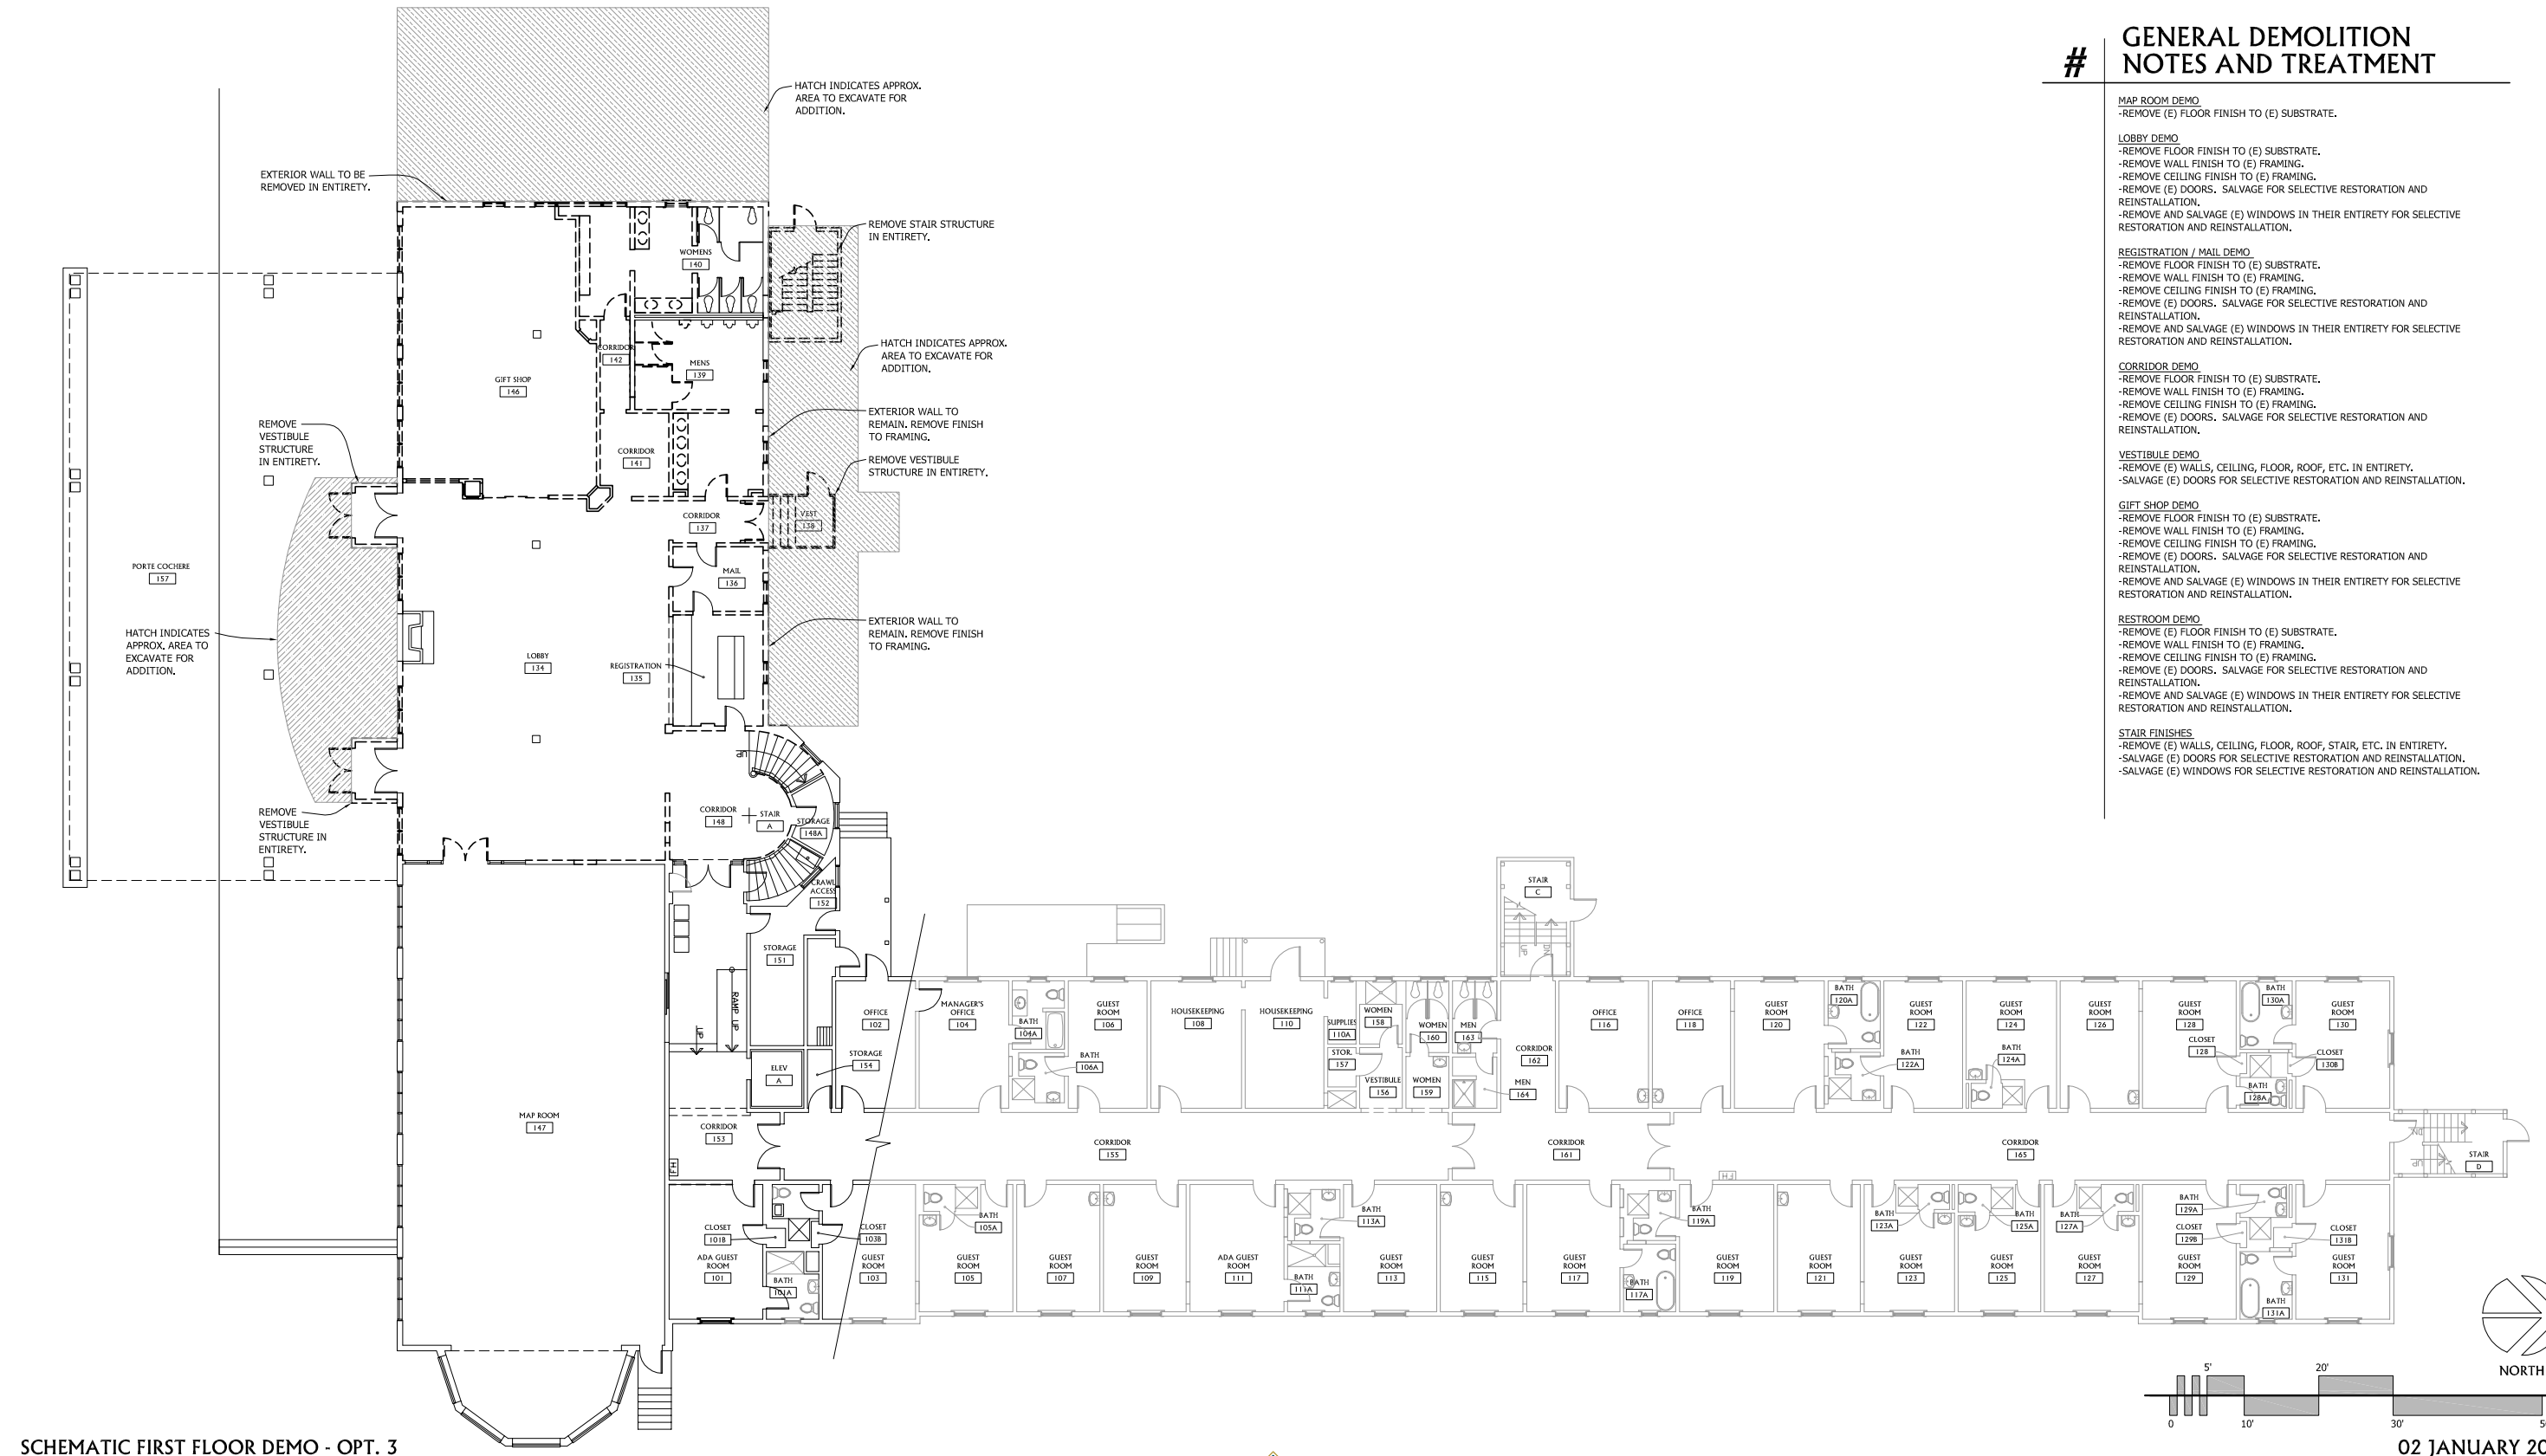 GENERAL DEMOLITION
# NOTES AND TREATMENT
MAP ROOM DEMO
-REMOVE (E) FLOOR FINISH TO (E) SUBSTRATE.
LOBBY DEMO
-REMOVE FLOOR FINISH TO (E) SUBSTRATE.
-REMOVE WALL FINISH TO (E) FRAMING.
-REMOVE CEILING FINISH TO (E) FRAMING.
-REMOVE (E) DOORS. SALVAGE FOR SELECTIVE RESTORATION AND
REINSTALLATION.
-REMOVE AND SALVAGE (E) WINDOWS IN THEIR ENTIRETY FOR SELECTIVE
RESTORATION AND REINSTALLATION.
REGISTRATION / MAIL DEMO
-REMOVE FLOOR FINISH TO (E) SUBSTRATE.
-REMOVE WALL FINISH TO (E) FRAMING.
-REMOVE CEILING FINISH TO (E) FRAMING.
-REMOVE (E) DOORS. SALVAGE FOR SELECTIVE RESTORATION AND
REINSTALLATION.
-REMOVE AND SALVAGE (E) WINDOWS IN THEIR ENTIRETY FOR SELECTIVE
RESTORATION AND REINSTALLATION.
CORRIDOR DEMO
-REMOVE FLOOR FINISH TO (E) SUBSTRATE.
-REMOVE WALL FINISH TO (E) FRAMING.
-REMOVE CEILING FINISH TO (E) FRAMING.
-REMOVE (E) DOORS. SALVAGE FOR SELECTIVE RESTORATION AND
REINSTALLATION.
VESTIBULE DEMO
-REMOVE (E) WALLS, CEILING, FLOOR, ROOF, ETC. IN ENTIRETY.
-SALVAGE (E) DOORS FOR SELECTIVE RESTORATION AND REINSTALLATION.
GIFT SHOP DEMO
-REMOVE FLOOR FINISH TO (E) SUBSTRATE.
-REMOVE WALL FINISH TO (E) FRAMING.
-REMOVE CEILING FINISH TO (E) FRAMING.
-REMOVE (E) DOORS. SALVAGE FOR SELECTIVE RESTORATION AND
REINSTALLATION.
-REMOVE AND SALVAGE (E) WINDOWS IN THEIR ENTIRETY FOR SELECTIVE
RESTORATION AND REINSTALLATION.
RESTROOM DEMO
-REMOVE (E) FLOOR FINISH TO (E) SUBSTRATE.
-REMOVE WALL FINISH TO (E) FRAMING.
-REMOVE CEILING FINISH TO (E) FRAMING.
-REMOVE (E) DOORS. SALVAGE FOR SELECTIVE RESTORATION AND
REINSTALLATION.
-REMOVE AND SALVAGE (E) WINDOWS IN THEIR ENTIRETY FOR SELECTIVE
RESTORATION AND REINSTALLATION.
STAIR FINISHES
-REMOVE (E) WALLS, CEILING, FLOOR, ROOF, STAIR, ETC. IN ENTIRETY.
-SALVAGE (E) DOORS FOR SELECTIVE RESTORATION AND REINSTALLATION.
-SALVAGE (E) WINDOWS FOR SELECTIVE RESTORATION AND REINSTALLATION.
HATCH INDICATES APPROX.
AREA TO EXCAVATE FOR
ADDITION.
EXTERIOR WALL TO BE
REMOVED IN ENTIRETY.
REMOVE STAIR STRUCTURE
IN ENTIRETY.
HATCH INDICATES APPROX.
AREA TO EXCAVATE FOR
ADDITION.
EXTERIOR WALL TO
REMAIN. REMOVE FINISH
TO FRAMING.
REMOVE VESTIBULE
STRUCTURE IN ENTIRETY.
REMOVE
VESTIBULE
STRUCTURE
IN ENTIRETY.
EXTERIOR WALL TO
REMAIN. REMOVE FINISH
TO FRAMING.
HATCH INDICATES
APPROX. AREA TO
EXCAVATE FOR
ADDITION.
REMOVE
VESTIBULE
STRUCTURE IN
ENTIRETY.
WOMENS
140
CORRIDOR
142
MENS
139
GIFT SHOP
146
CORRIDOR
141
CORRIDOR
137
VEST
138
MAIL
136
PORTE COCHERE
157
LOBBY
134
REGISTRATION
135
UP
CORRIDOR
148
STAIR
A
STORAGE
148A
CRAWL
ACCESS
152
STORAGE
151
RAMP UP
UP
ELEV
A
OFFICE
102
STORAGE
154
MAP ROOM
147
CORRIDOR
153
FH
MANAGER'S
OFFICE
104
BATH
104A
GUEST
ROOM
106
BATH
106A
HOUSEKEEPING
108
HOUSEKEEPING
110
SUPPLIES
110A
STOR.
157
WOMEN
158
VESTIBULE
156
WOMEN
160
WOMEN
159
MEN
163
MEN
164
STAIR
C
UP
DN
CORRIDOR
162
OFFICE
116
OFFICE
118
GUEST
ROOM
120
BATH
120A
GUEST
ROOM
122
BATH
122A
GUEST
ROOM
124
BATH
124A
GUEST
ROOM
126
GUEST
ROOM
128
CLOSET
128
BATH
130A
BATH
128A
GUEST
ROOM
130
CLOSET
130B
CORRIDOR
155
CORRIDOR
161
CORRIDOR
165
FH
DN
UP
STAIR
D
CLOSET
101B
ADA GUEST
ROOM
101
BATH
101A
CLOSET
103B
GUEST
ROOM
103
BATH
105A
GUEST
ROOM
105
GUEST
ROOM
107
GUEST
ROOM
109
ADA GUEST
ROOM
111
BATH
113A
BATH
111A
GUEST
ROOM
113
GUEST
ROOM
115
GUEST
ROOM
117
BATH
119A
BATH
117A
GUEST
ROOM
119
GUEST
ROOM
121
BATH
123A
GUEST
ROOM
123
BATH
125A
GUEST
ROOM
125
BATH
127A
GUEST
ROOM
127
BATH
129A
CLOSET
129B
GUEST
ROOM
129
BATH
131A
CLOSET
131B
GUEST
ROOM
131
NORTH
5' 20'
0 10' 30'
SCHEMATIC FIRST FLOOR DEMO - OPT. 3
02 JANUARY